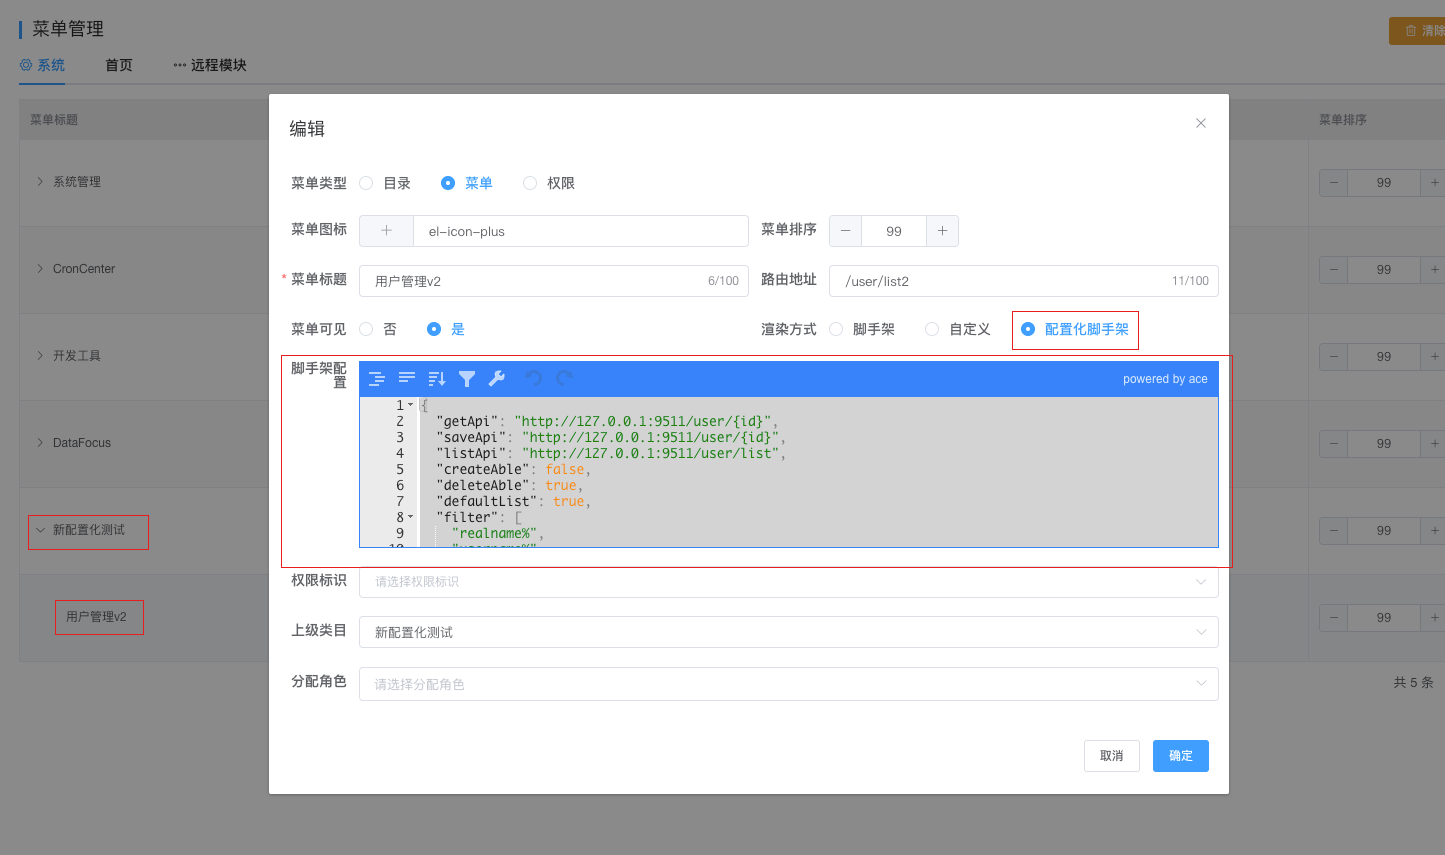 菜单管理
清除
系统
首页
远程模块
菜单标题
菜单排序
系统管理
99
CronCenter
99
开发工具
99
DataFocus
99
新配置化测试
99
用户管理v2
99
共 5 条
编辑
菜单类型
目录
菜单
权限
菜单图标
el-icon-plus
菜单排序
99
* 菜单标题
用户管理v2
6/100
路由地址
/user/list2
11/100
菜单可见
否
是
渲染方式
脚手架
自定义
配置化脚手架
脚手架配
置
powered by ace
1 {
2 "getApi": "http://127.0.0.1:9511/user/{id}",
3 "saveApi": "http://127.0.0.1:9511/user/{id}",
4 "listApi": "http://127.0.0.1:9511/user/list",
5 "createAble": false,
6 "deleteAble": true,
7 "defaultList": true,
8 "filter": [
9 "realname%",
权限标识
请选择权限标识
上级类目
新配置化测试
分配角色
请选择分配角色
取消
确定